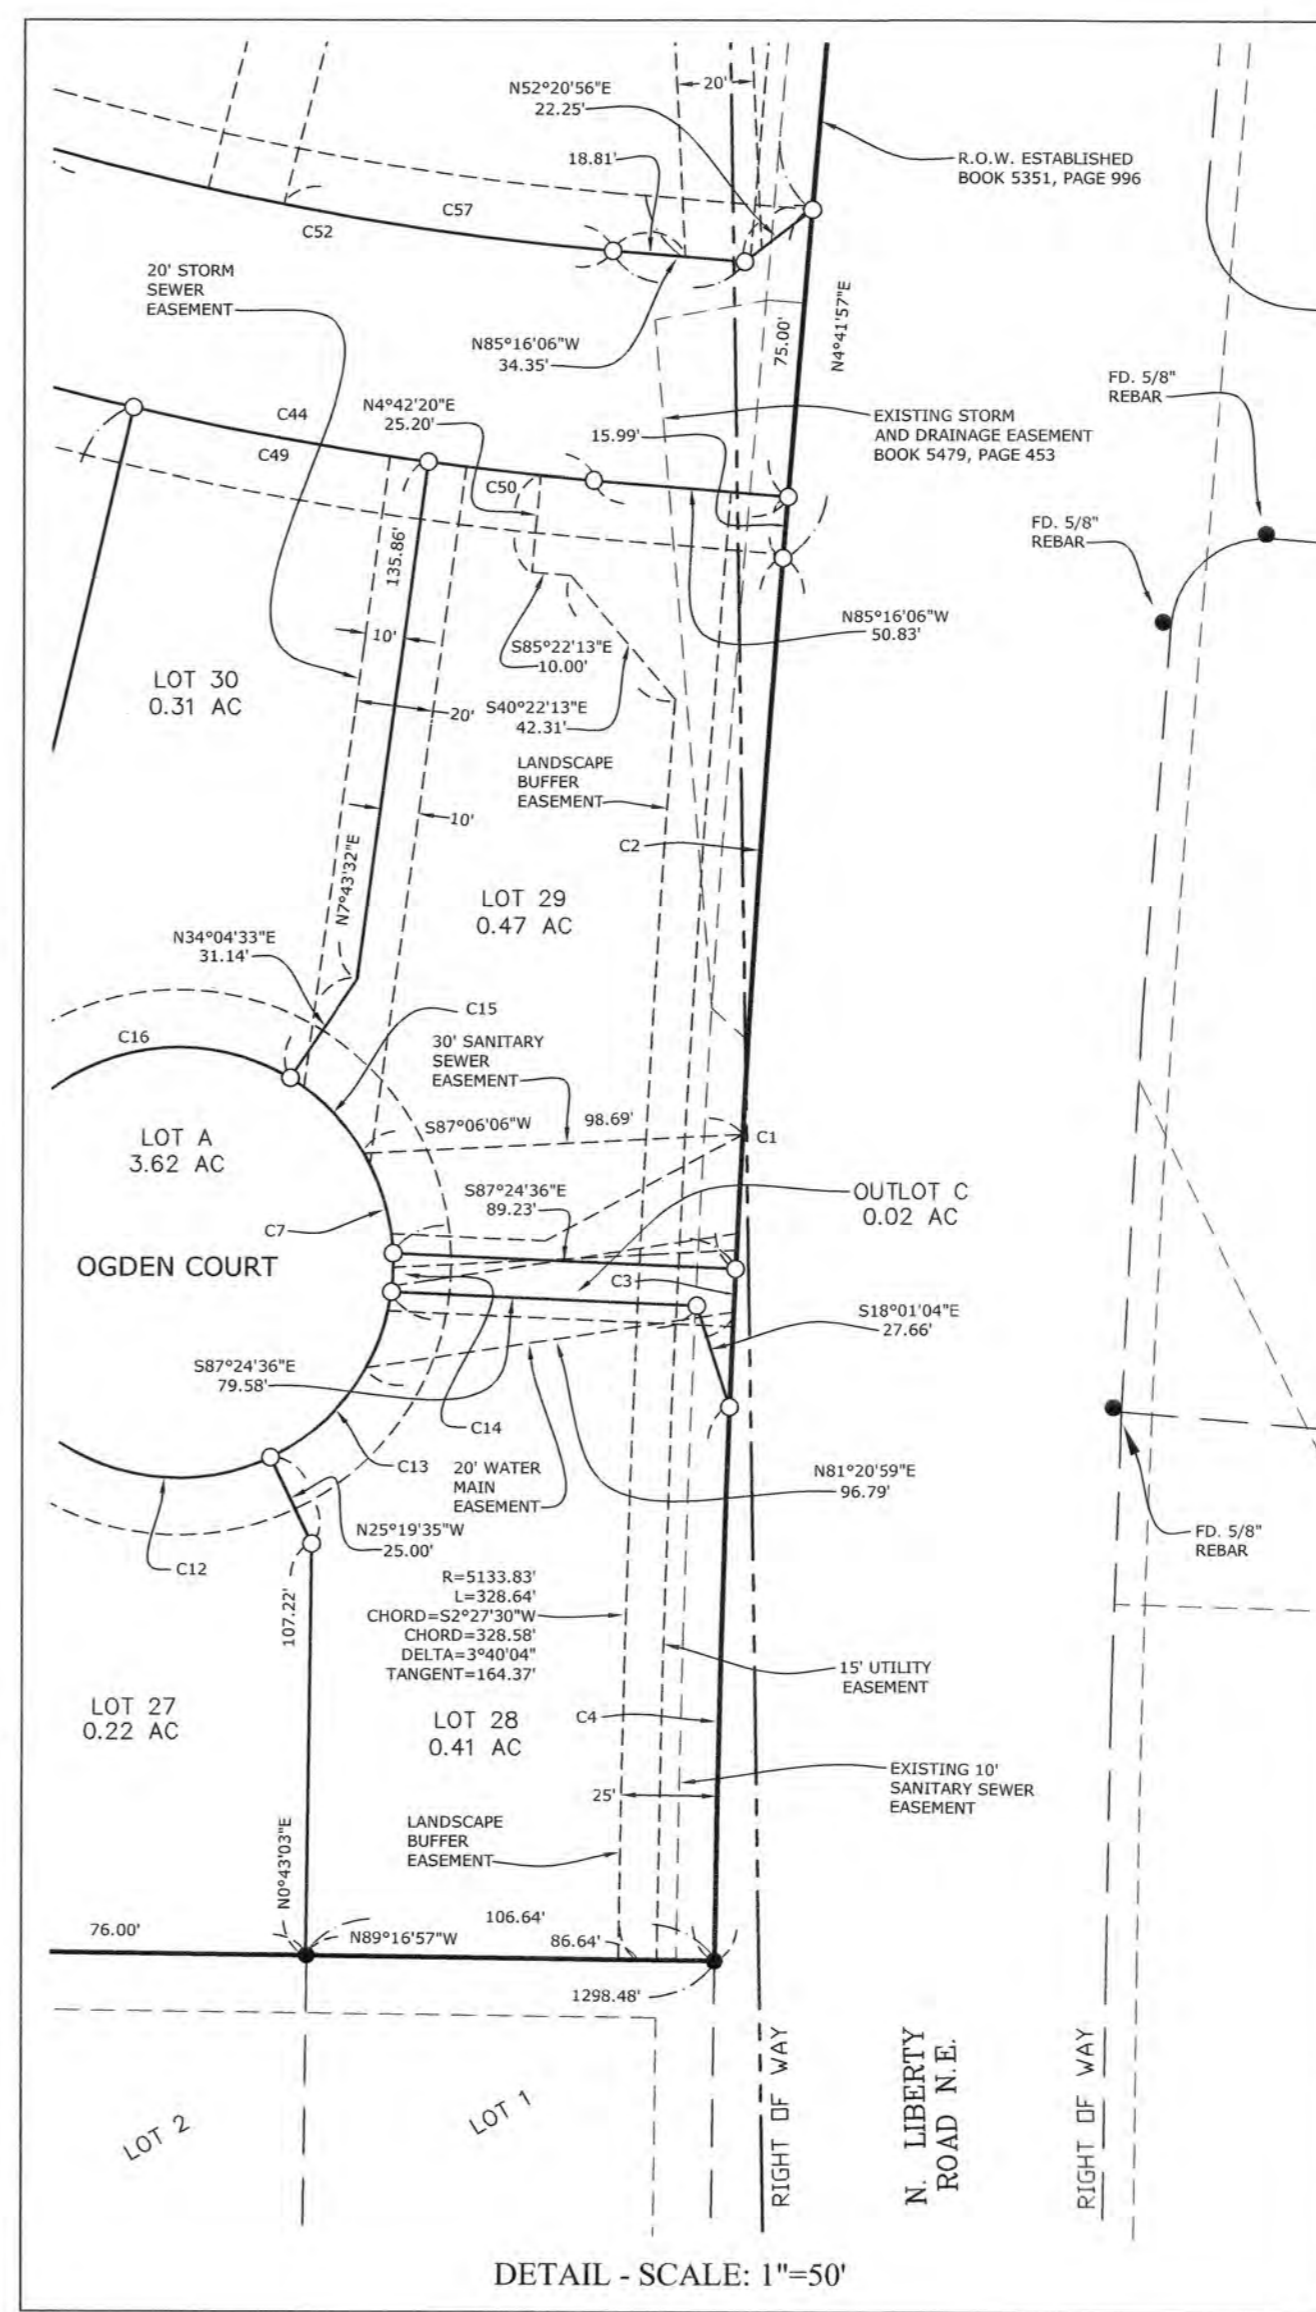 N52°20'56"E
22.25'
20'
18.81'
R.O.W. ESTABLISHED
BOOK 5351, PAGE 996
C57
C52
20' STORM
SEWER
EASEMENT
N85°16'06"W
34.35'
75.00'
N4°41'57"E
FD. 5/8"
REBAR
N4°42'20"E
25.20'
C44
C49
15.99'
EXISTING STORM
AND DRAINAGE EASEMENT
BOOK 5479, PAGE 453
C50
FD. 5/8"
REBAR
135.86'
10'
S85°22'13"E
10.00'
N85°16'06"W
50.83'
LOT 30
0.31 AC
20'
S40°22'13"E
42.31'
LANDSCAPE
BUFFER
EASEMENT
10'
C2
N7°43'32"E
LOT 29
0.47 AC
N34°04'33"E
31.14'
C15
C16
30' SANITARY
SEWER
EASEMENT
LOT A
3.62 AC
S87°06'06"W
98.69'
C1
S87°24'36"E
89.23'
OUTLOT C
0.02 AC
C7
OGDEN COURT
C3
S18°01'04"E
27.66'
S87°24'36"E
79.58'
C14
C13
20' WATER
MAIN
EASEMENT
N81°20'59"E
96.79'
N25°19'35"W
25.00'
FD. 5/8"
REBAR
C12
107.22'
R=5133.83'
L=328.64'
CHORD=S2°27'30"W
CHORD=328.58'
DELTA=3°40'04"
TANGENT=164.37'
15' UTILITY
EASEMENT
LOT 27
0.22 AC
LOT 28
0.41 AC
C4
EXISTING 10'
SANITARY SEWER
EASEMENT
25'
LANDSCAPE
BUFFER
EASEMENT
N0°43'03"E
76.00'
N89°16'57"W
106.64'
86.64'
1298.48'
LOT 2
LOT 1
RIGHT OF WAY
N. LIBERTY
ROAD N.E.
RIGHT OF WAY
DETAIL - SCALE: 1"=50'